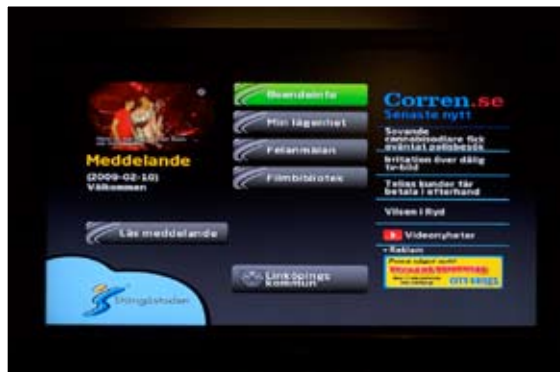 Meddelande
(2009-02-10)
Välkommen
Läs meddelande
Stångåstaden
Boendeinfo
Min lägenhet
Felanmälan
Filmbibliotek
Linköpings
kommun
Corren.se
Senaste nytt
Sovande
cannabisodlare fick
oväntat polisbesök
Irritation över dålig
tv-bild
Telias kunder får
betala i efterhand
Vilsen i Ryd
Videonyheter
Reklam